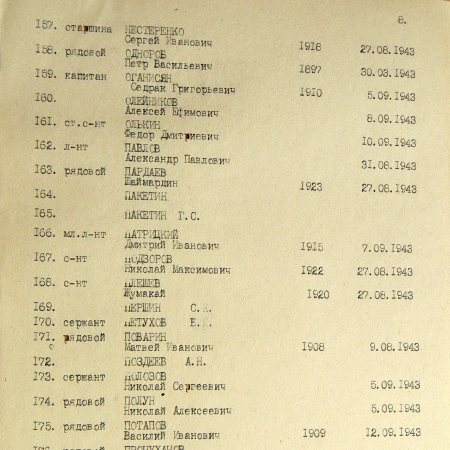 8.
157. старшина НЕСТЕРЕНКО
Сергей Иванович 1918 27.08.1943
158. рядовой ОДНОРОВ
Петр Васильевич 1897 30.03.1943
159. капитан ОГАНИСЯН
Седрак Григорьевич 1910 5.09.1943
160. ОЛЕЙНИКОВ
Алексей Ефимович 8.09.1943
161. ст.с-нт ОЛЬКИН
Федор Дмитриевич 10.09.1943
162. л-нт ПАВЛОВ
Александр Павлович 31.08.1943
163. рядовой ПАРДАЕВ
Шаймардин 1923 27.08.1943
164. ПАКЕТИН
165. ПАКЕТИН Г.С.
166. мл.л-нт ПАТРИЦКИЙ
Дмитрий Иванович 1915 7.09.1943
167. с-нт ПОДЗОРОВ
Николай Максимович 1922 27.08.1943
168. с-нт ПЛЕШЕВ
Жумакай 1920 27.08.1943
169. ПЕРШИН С.
170. сержант ПЕТУХОВ Е.
171. рядовой ПОВАРИН
Матвей Иванович 1908 9.08.1943
172. ПОЗДЕЕВ А.Н.
173. сержант ПОЛОЗОВ
Николай Сергеевич 5.09.1943
174. рядовой ПОЛУН
Николай Алексеевич 5.09.1943
175. рядовой ПОТАПОВ
Василий Иванович 1909 12.09.1943